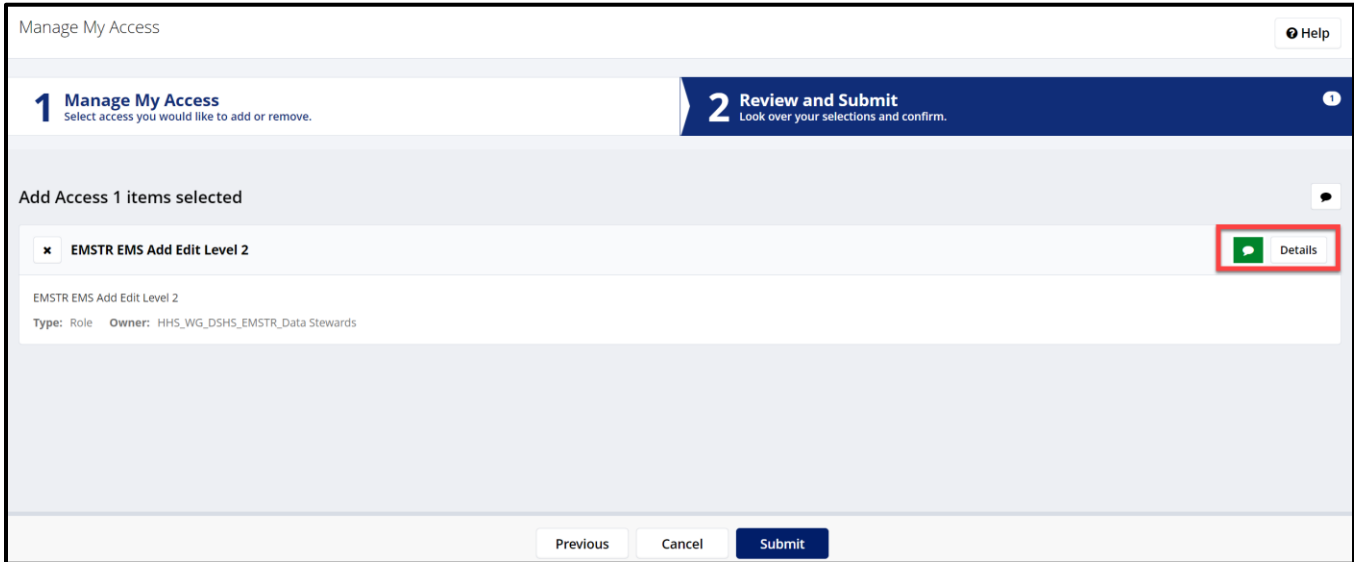 Manage My Access
Help
1 Manage My Access
Select access you would like to add or remove.
2 Review and Submit
Look over your selections and confirm.
1
Add Access 1 items selected
EMSTR EMS Add Edit Level 2
Details
EMSTR EMS Add Edit Level 2
Type: Role Owner: HHS_WG_DSHS_EMSTR_Data Stewards
Previous Cancel Submit